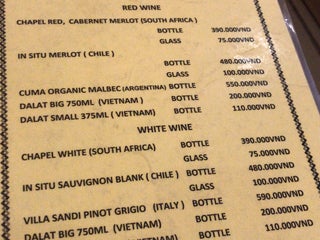 RED WINE
CHAPEL RED, CABERNET MERLOT (SOUTH AFRICA )
BOTTLE 390.000VND
GLASS 75.000VND
IN SITU MERLOT ( CHILE )
BOTTLE 480.000VND
GLASS 100.000VND
CUMA ORGANIC MALBEC (ARGENTINA) BOTTLE 550.000VND
DALAT BIG 750ML (VIETNAM ) BOTTLE 200.000VND
DALAT SMALL 375ML ( VIETNAM) BOTTLE 110.000VND
WHITE WINE
CHAPEL WHITE (SOUTH AFRICA) BOTTLE 390.000VND
GLASS 75.000VND
IN SITU SAUVIGNON BLANK ( CHILE ) BOTTLE 480.000VND
GLASS 100.000VND
VILLA SANDI PINOT GRIGIO (ITALY ) BOTTLE 590.000VND
DALAT BIG 750ML (VIETNAM ) BOTTLE 200.000VND
BOTTLE 110.000VND